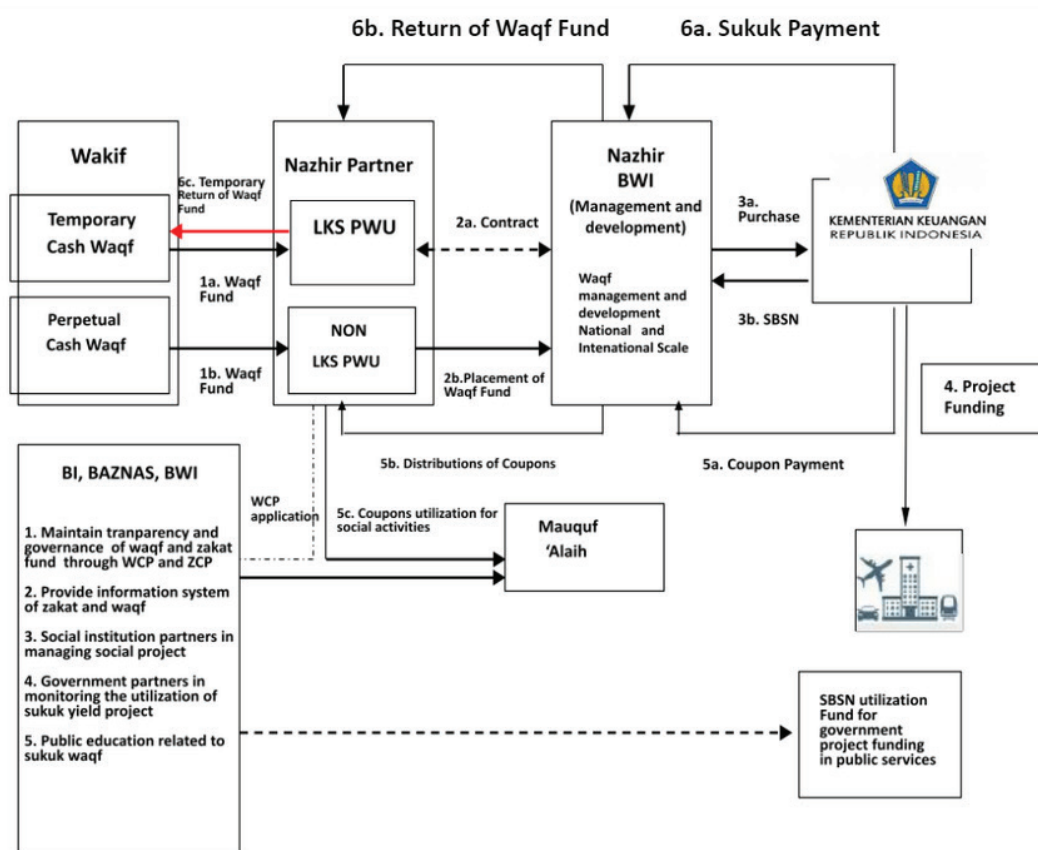 6b. Return of Waqf Fund
6a. Sukuk Payment
Wakif
Temporary
Cash Waqf
Perpetual
Cash Waqf
6c. Temporary
Return of Waqf
Fund
1a. Waqf
Fund
1b. Waqf
Fund
Nazhir Partner
LKS PWU
NON
LKS PWU
2a. Contract
2b.Placement of
Waqf Fund
Nazhir
BWI
(Management and
development)
Waqf
management and
development
National and
Intenational Scale
3a.
Purchase
3b. SBSN
KEMENTERIAN KEUANGAN
REPUBLIK INDONESIA
4. Project
Funding
5b. Distributions of Coupons
5a. Coupon Payment
BI, BAZNAS, BWI
1. Maintain tranparency and
governance of waqf and zakat
fund through WCP and ZCP
2. Provide information system
of zakat and waqf
3. Social institution partners in
managing social project
4. Government partners in
monitoring the utilization of
sukuk yield project
5. Public education related to
sukuk waqf
WCP
application
5c. Coupons utilization for
social activities
Mauquf
‘Alaih
SBSN utilization
Fund for
government
project funding
in public services